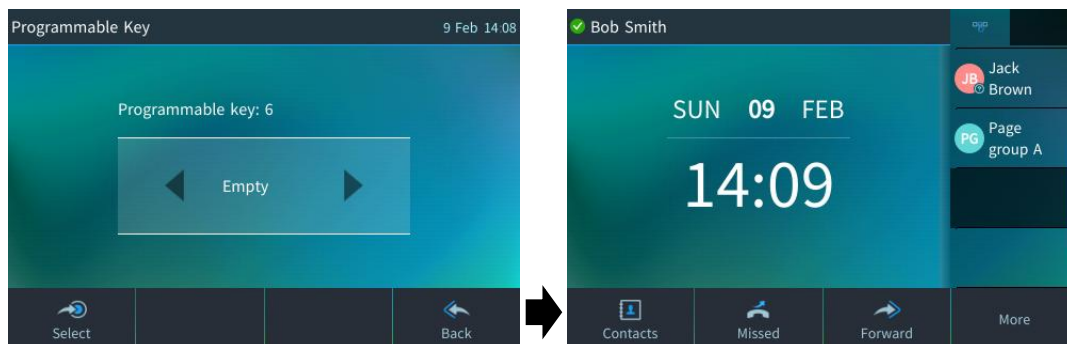 Programmable Key
9 Feb 14:08
Programmable key: 6
Empty
Select
Back
Bob Smith
SUN 09 FEB
14:09
JB
Jack
Brown
PG
Page
group A
Contacts
Missed
Forward
More